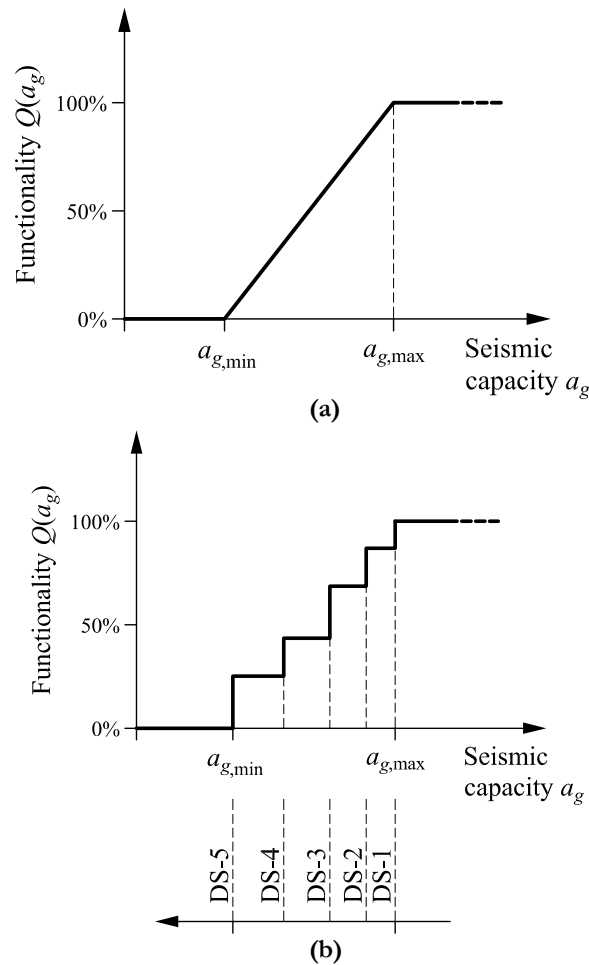 Functionality Q(a_g)
100%
50%
0%
a_g,min
a_g,max
Seismic
capacity a_g
(a)
Functionality Q(a_g)
100%
50%
0%
a_g,min
a_g,max
Seismic
capacity a_g
DS-5
DS-4
DS-3
DS-2
DS-1
(b)